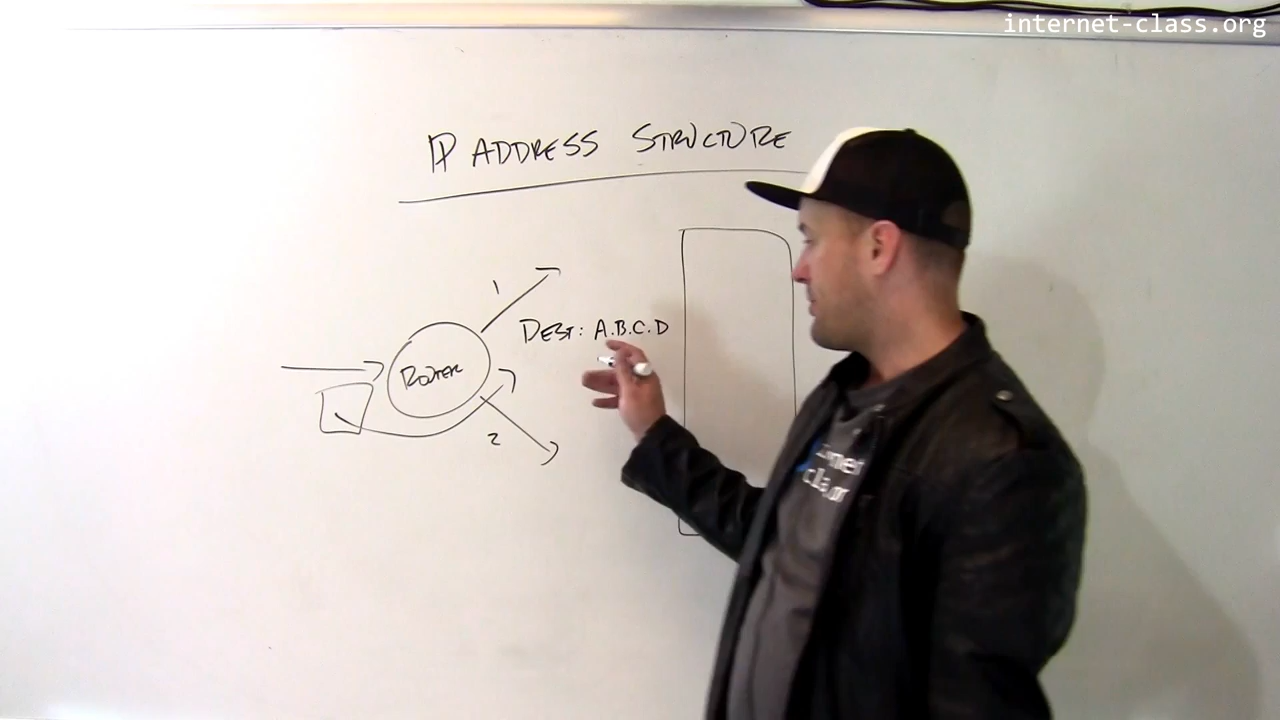 internet-class.org
IP ADDRESS STRUCTURE
1
DEST: A.B.C.D
ROUTER
2